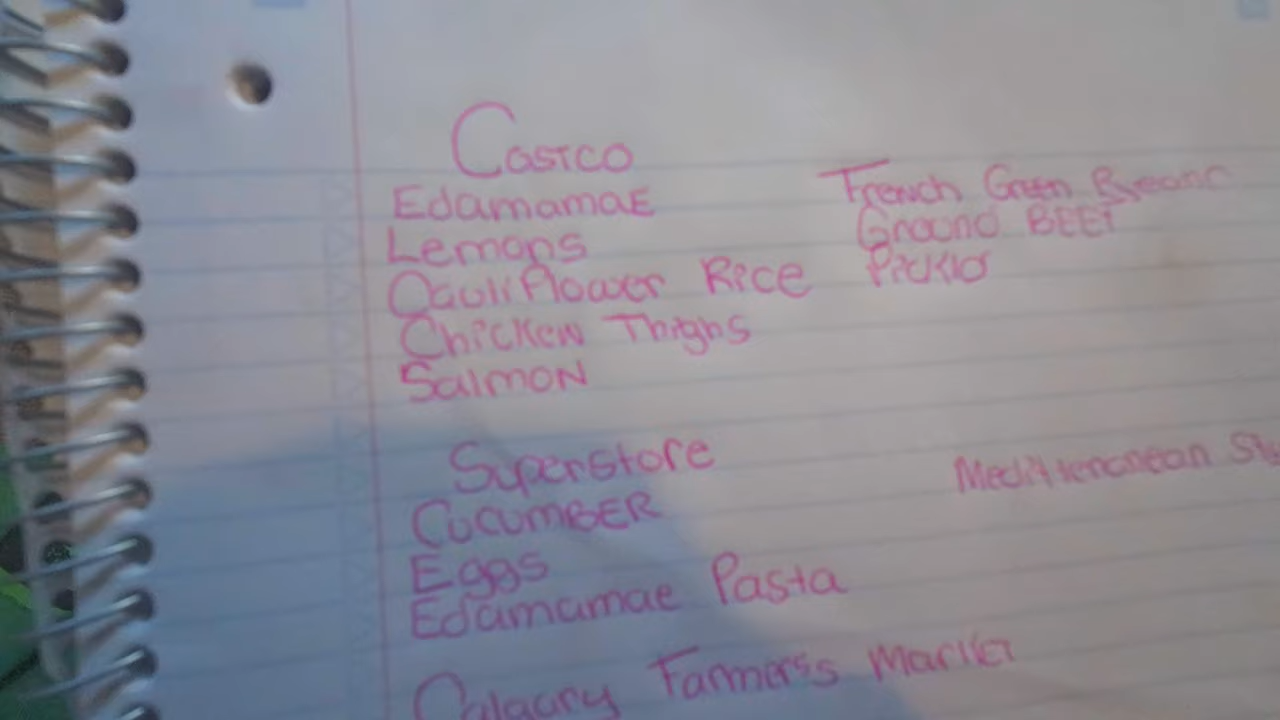 Costco
Edamamae
Lemons
Cauliflower Rice
Chicken Thighs
Salmon
French Green Beans
Ground Beef
Superstore
Cucumber
Eggs
Edamamae Pasta
Mediterranean
Calgary Farmers's Market